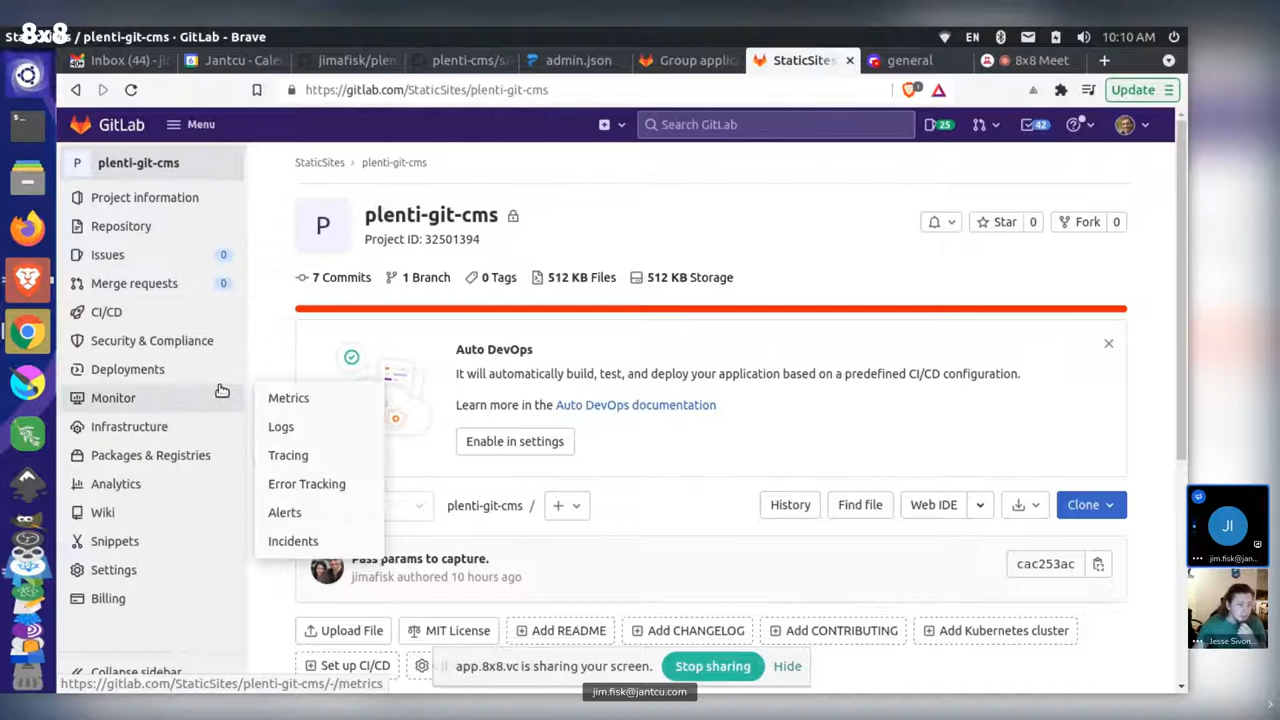 8x8
/ plenti-git-cms · GitLab - Brave
EN
10:10 AM
Inbox (44) - ji
Jantcu - Cale
jimafisk/plen
plenti-cms/s
admin.json
Group applic
StaticSites
general
8x8 Meet
https://gitlab.com/StaticSites/plenti-git-cms
1
Update
GitLab
Menu
Search GitLab
25
42
P
plenti-git-cms
Project information
Repository
Issues
0
Merge requests
0
CI/CD
Security & Compliance
Deployments
Monitor
Infrastructure
Packages & Registries
Analytics
Wiki
Snippets
Settings
Billing
Collapse sidebar
https://gitlab.com/StaticSites/plenti-git-cms/-/metrics
Metrics
Logs
Tracing
Error Tracking
Alerts
Incidents
StaticSites › plenti-git-cms
P
plenti-git-cms
Project ID: 32501394
Star
0
Fork
0
7 Commits
1 Branch
0 Tags
512 KB Files
512 KB Storage
Auto DevOps
It will automatically build, test, and deploy your application based on a predefined CI/CD configuration.
Learn more in the Auto DevOps documentation
Enable in settings
plenti-git-cms /
History
Find file
Web IDE
Clone
Pass params to capture.
jimafisk authored 10 hours ago
cac253ac
Upload File
MIT License
Add README
Add CHANGELOG
Add CONTRIBUTING
Add Kubernetes cluster
Set up CI/CD
app.8x8.vc is sharing your screen.
Stop sharing
Hide
jim.fisk@jantcu.com
JI
jim.fisk@jan...
Jesse Sivon...